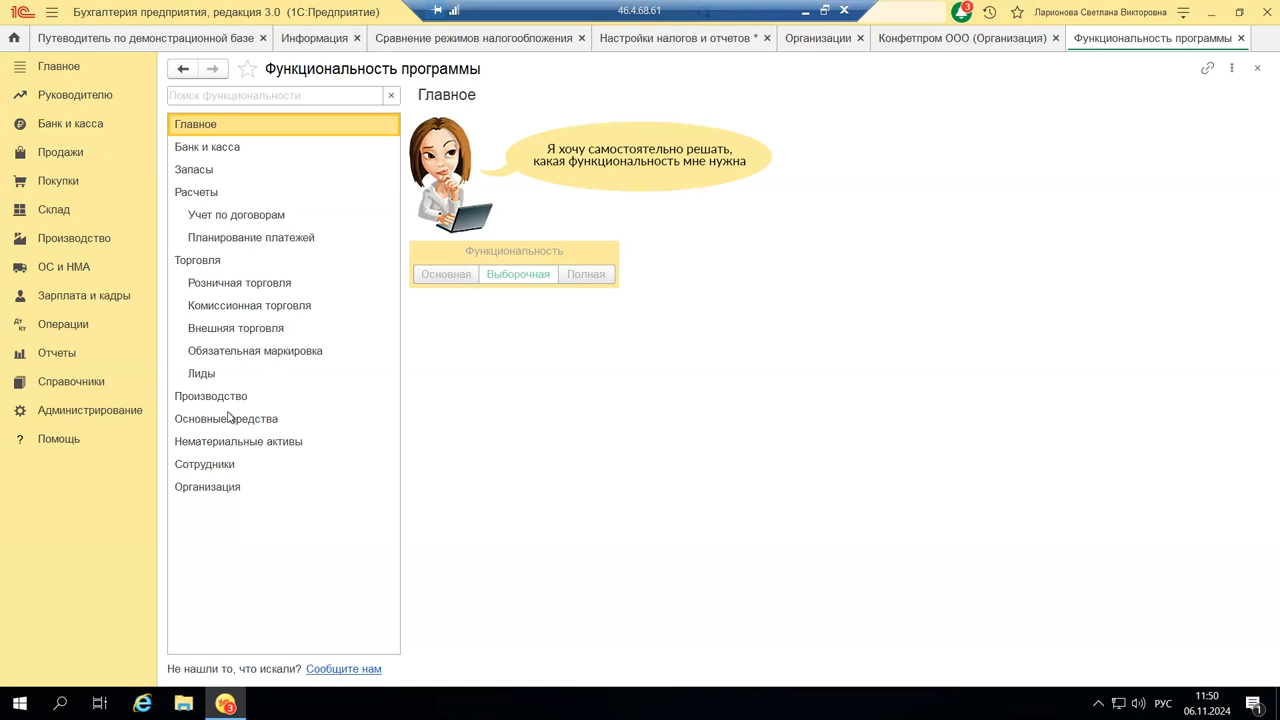 Бухгалтерия предприятия, редакция 3.0 (1С:Предприятие)
46.4.68.61
3
Ларионова Светлана Викторовна
Путеводитель по демонстрационной базе
Информация
Сравнение режимов налогообложения
Настройки налогов и отчетов *
Организации
Конфетпром ООО (Организация)
Функциональность программы
Главное
Руководителю
Банк и касса
Продажи
Покупки
Склад
Производство
ОС и НМА
Зарплата и кадры
Операции
Отчеты
Справочники
Администрирование
? Помощь
Функциональность программы
Поиск функциональности
Главное
Банк и касса
Запасы
Расчеты
Учет по договорам
Планирование платежей
Торговля
Розничная торговля
Комиссионная торговля
Внешняя торговля
Обязательная маркировка
Лиды
Производство
Основные средства
Нематериальные активы
Сотрудники
Организация
Не нашли то, что искали? Сообщите нам
Главное
Я хочу самостоятельно решать,
какая функциональность мне нужна
Функциональность
Основная Выборочная Полная
3
РУС
11:50
06.11.2024
1